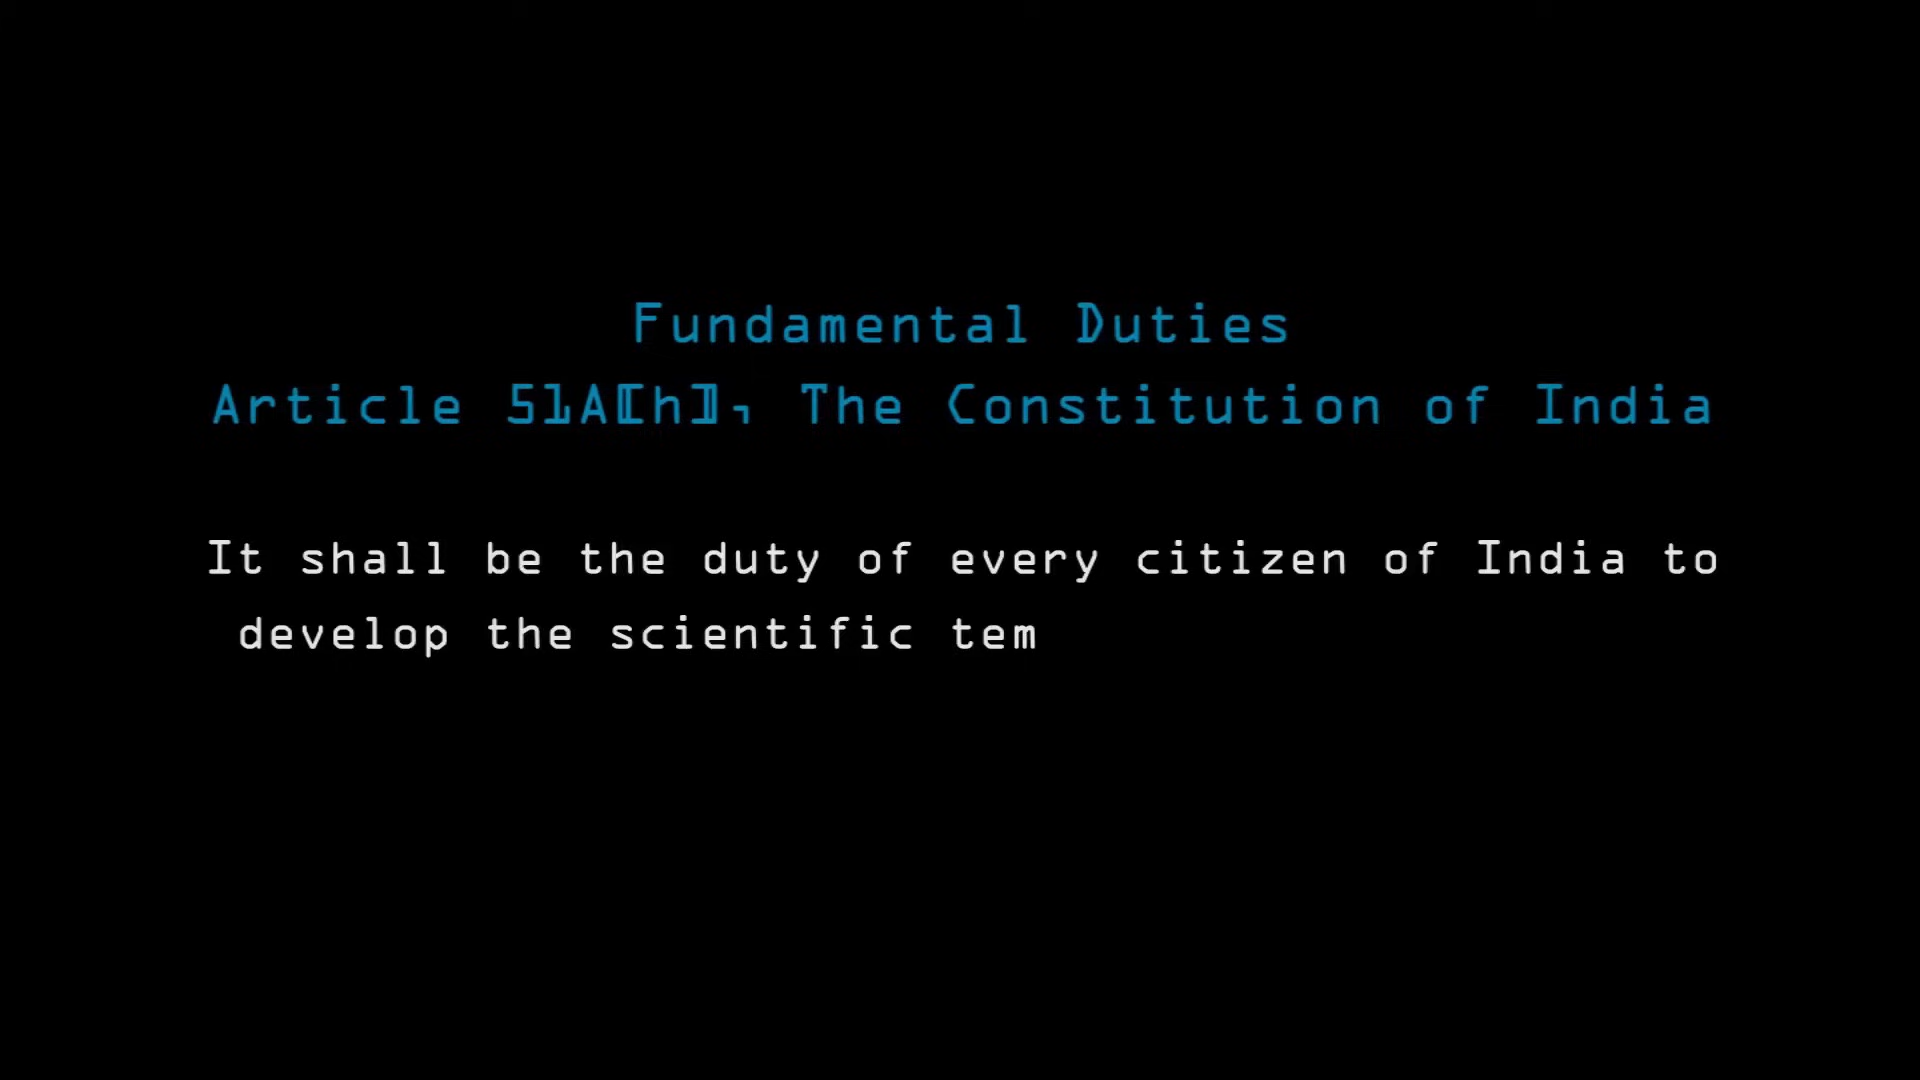 Fundamental Duties
Article 51A[h], The Constitution of India
It shall be the duty of every citizen of India to
develop the scientific tem